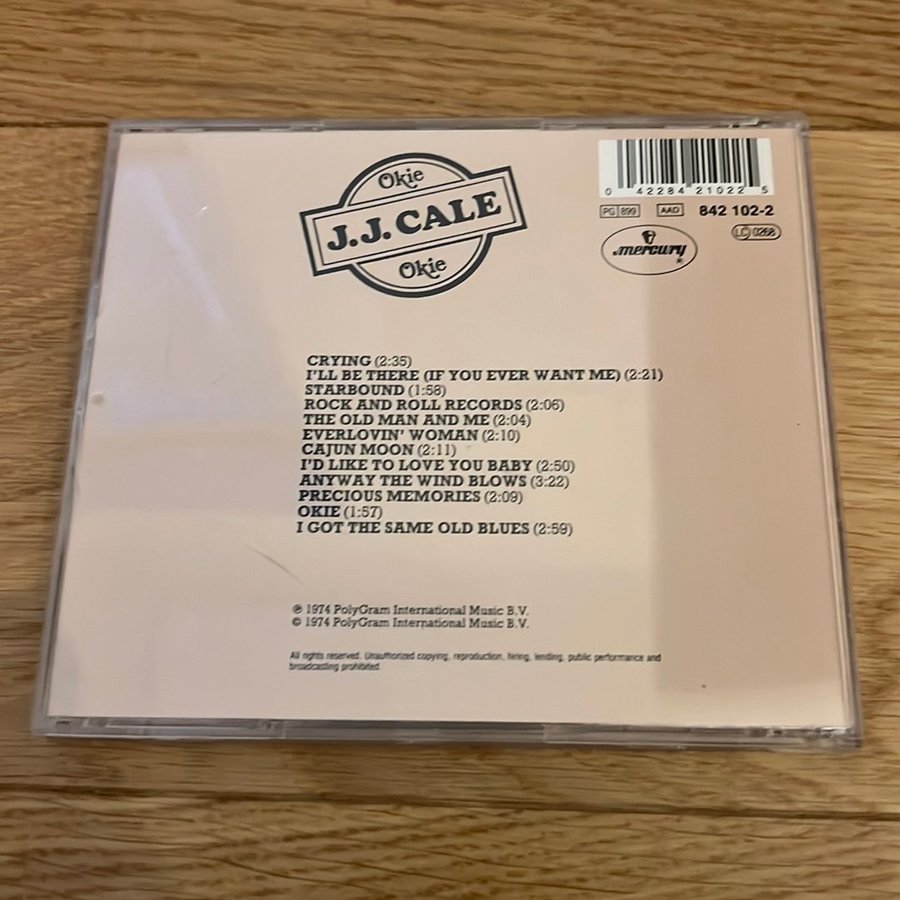 Okie
J.J. CALE
Okie
0 42284 21022 5
PG 899 AAD 842 102-2
mercury
LC 0268
CRYING (2:35)
I'LL BE THERE (IF YOU EVER WANT ME) (2:21)
STARBOUND (1:58)
ROCK AND ROLL RECORDS (2:06)
THE OLD MAN AND ME (2:04)
EVERLOVIN' WOMAN (2:10)
CAJUN MOON (2:11)
I'D LIKE TO LOVE YOU BABY (2:50)
ANYWAY THE WIND BLOWS (3:22)
PRECIOUS MEMORIES (2:09)
OKIE (1:57)
I GOT THE SAME OLD BLUES (2:59)
℗ 1974 PolyGram International Music B.V.
© 1974 PolyGram International Music B.V.
All rights reserved. Unauthorized copying, reproduction, hiring, lending, public performance and
broadcasting prohibited